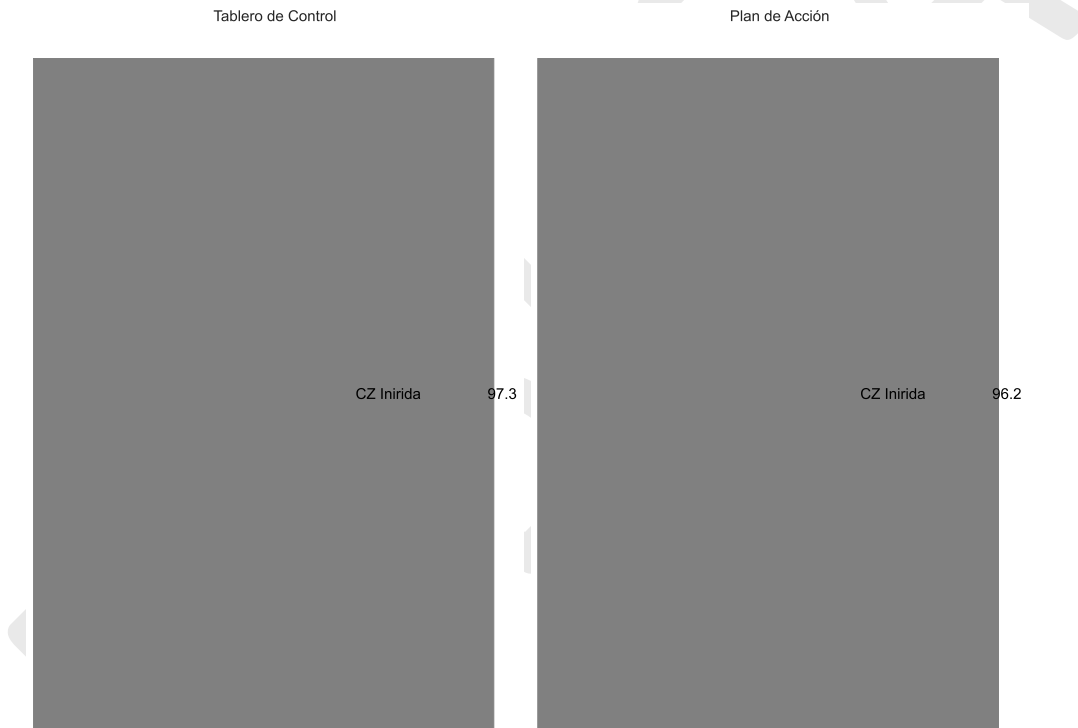 Tablero de Control
Plan de Acción
CZ Inirida 97.3
CZ Inirida 96.2